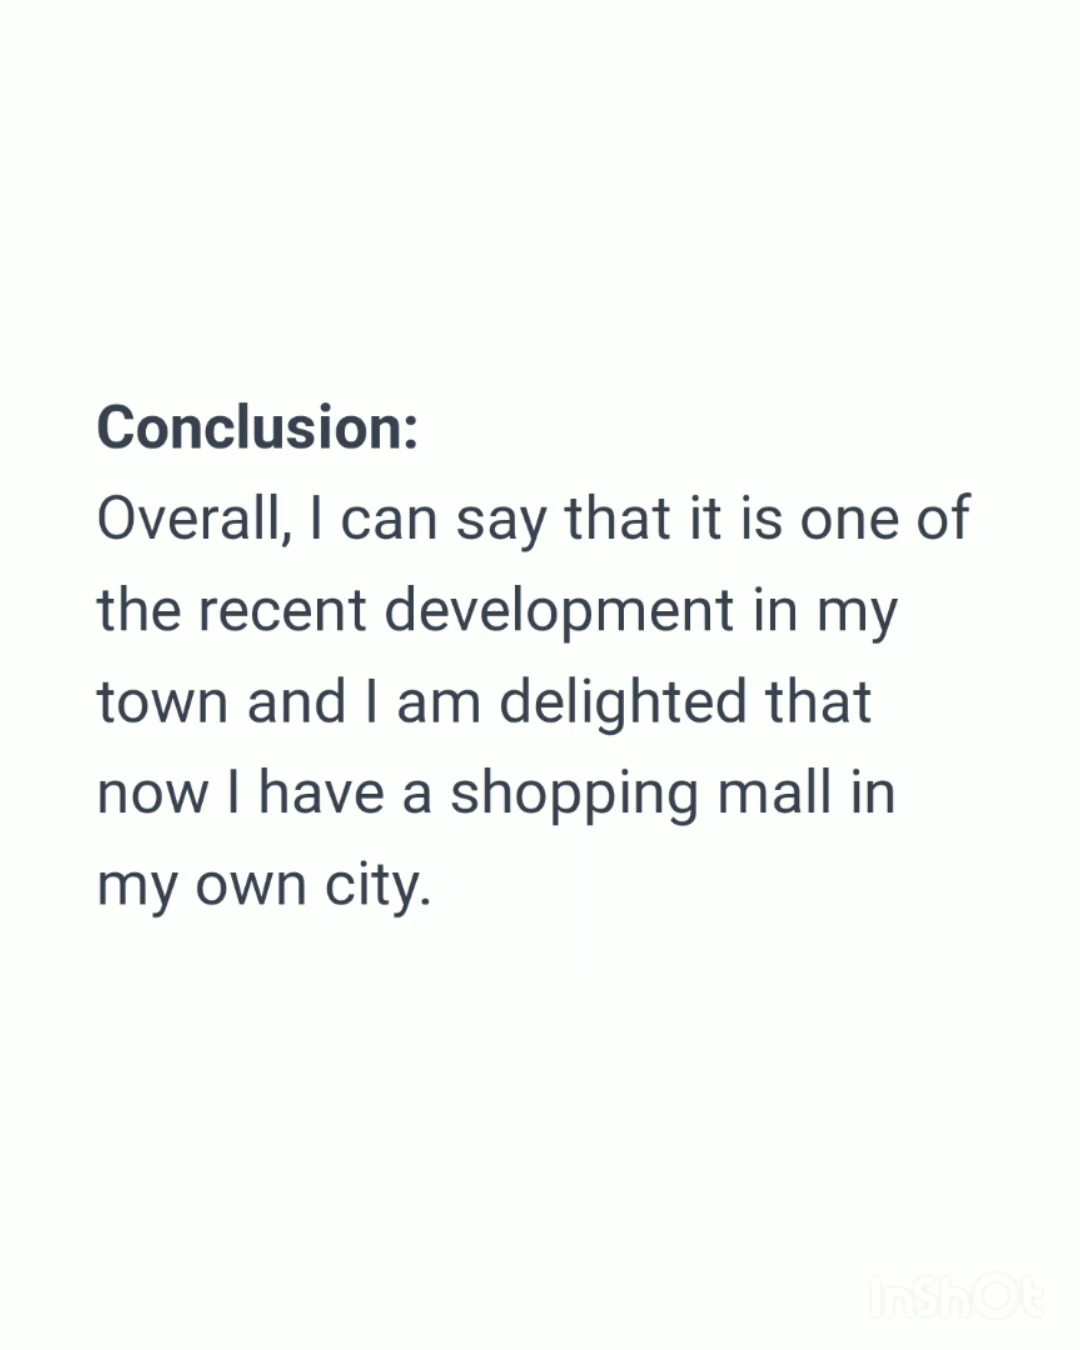 Conclusion:
Overall, I can say that it is one of
the recent development in my
town and I am delighted that
now I have a shopping mall in
my own city.
InShOt